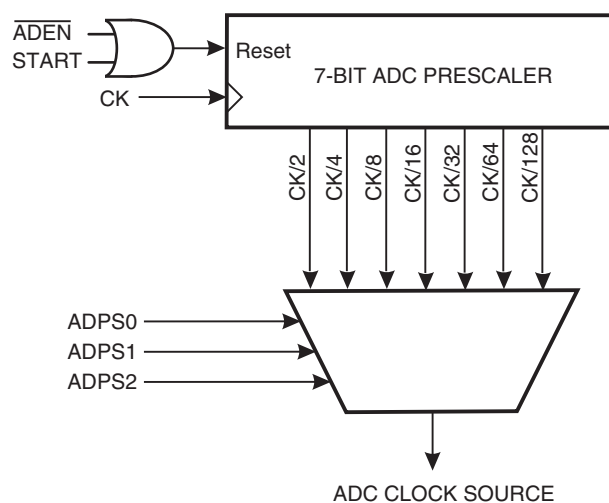 ADEN
START
Reset
7-BIT ADC PRESCALER
CK
CK/2
CK/4
CK/8
CK/16
CK/32
CK/64
CK/128
ADPS0
ADPS1
ADPS2
ADC CLOCK SOURCE